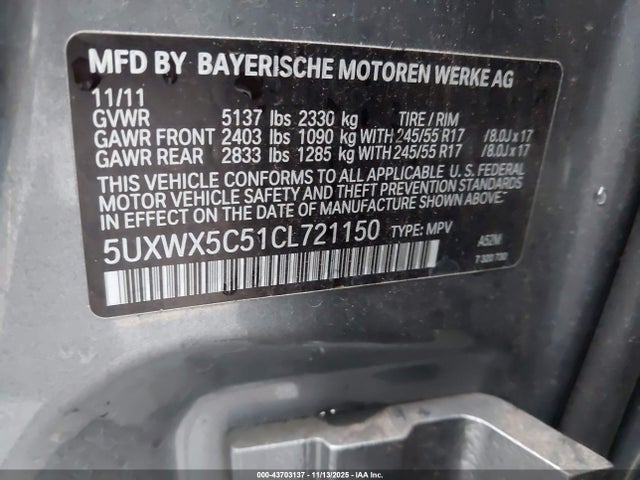 MFD BY BAYERISCHE MOTOREN WERKE AG
11/11
GVWR 5137 lbs 2330 kg TIRE / RIM
GAWR FRONT 2403 lbs 1090 kg WITH 245/55 R17 /8.0J x 17
GAWR REAR 2833 lbs 1285 kg WITH 245/55 R17 /8.0J x 17
THIS VEHICLE CONFORMS TO ALL APPLICABLE U.S. FEDERAL
MOTOR VEHICLE SAFETY AND THEFT PREVENTION STANDARDS
IN EFFECT ON THE DATE OF MANUFACTURE SHOWN ABOVE.
5UXWX5C51CL721150 TYPE: MPV
A52M
000-43703137 - 11/13/2025 - IAA Inc.